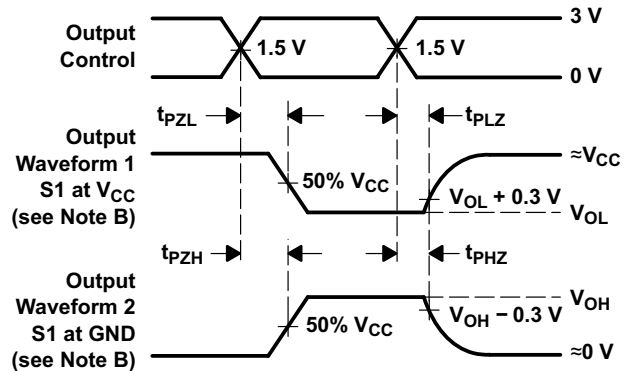 Output
Control
1.5 V
1.5 V
3 V
0 V
tPZL
tPLZ
Output
Waveform 1
S1 at VCC
(see Note B)
50% VCC
≈VCC
VOL + 0.3 V
VOL
tPZH
tPHZ
Output
Waveform 2
S1 at GND
(see Note B)
50% VCC
VOH
VOH − 0.3 V
≈0 V